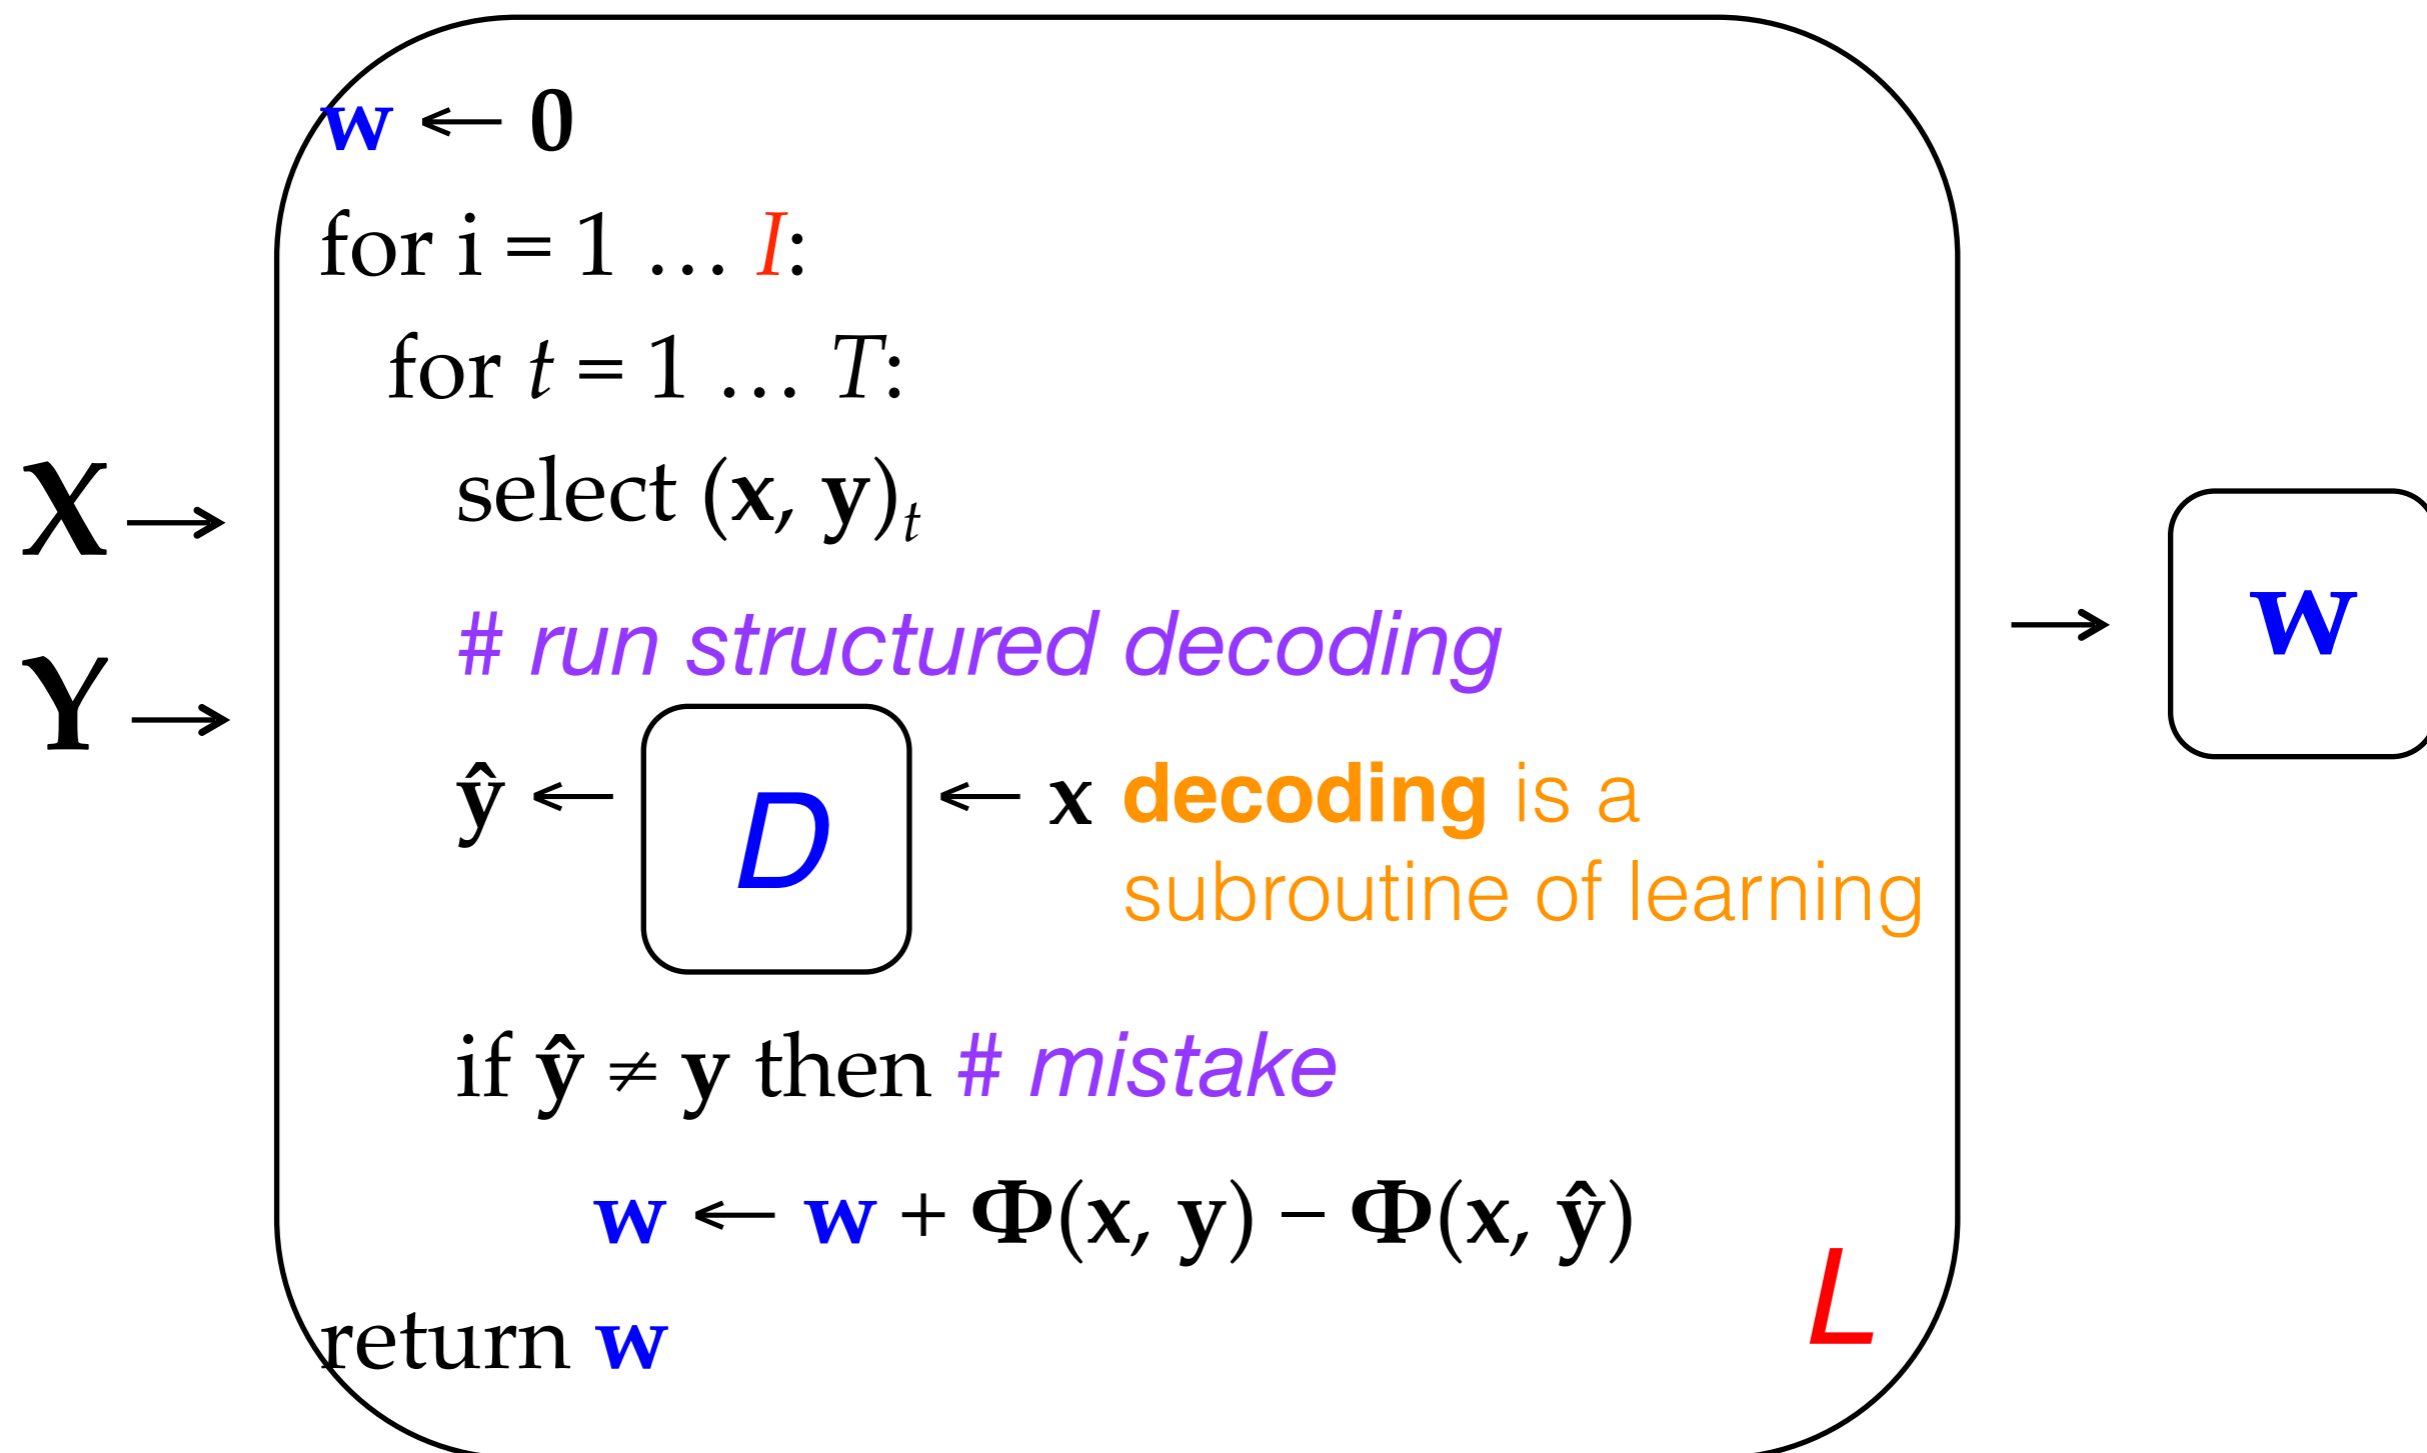 w ← 0
for i = 1 … I:
for t = 1 … T:
select (x, y)ₜ
X →
Y →
# run structured decoding
ŷ ← D ← x decoding is a
subroutine of learning
→ w
if ŷ ≠ y then # mistake
w ← w + Φ(x, y) − Φ(x, ŷ)
return w
L